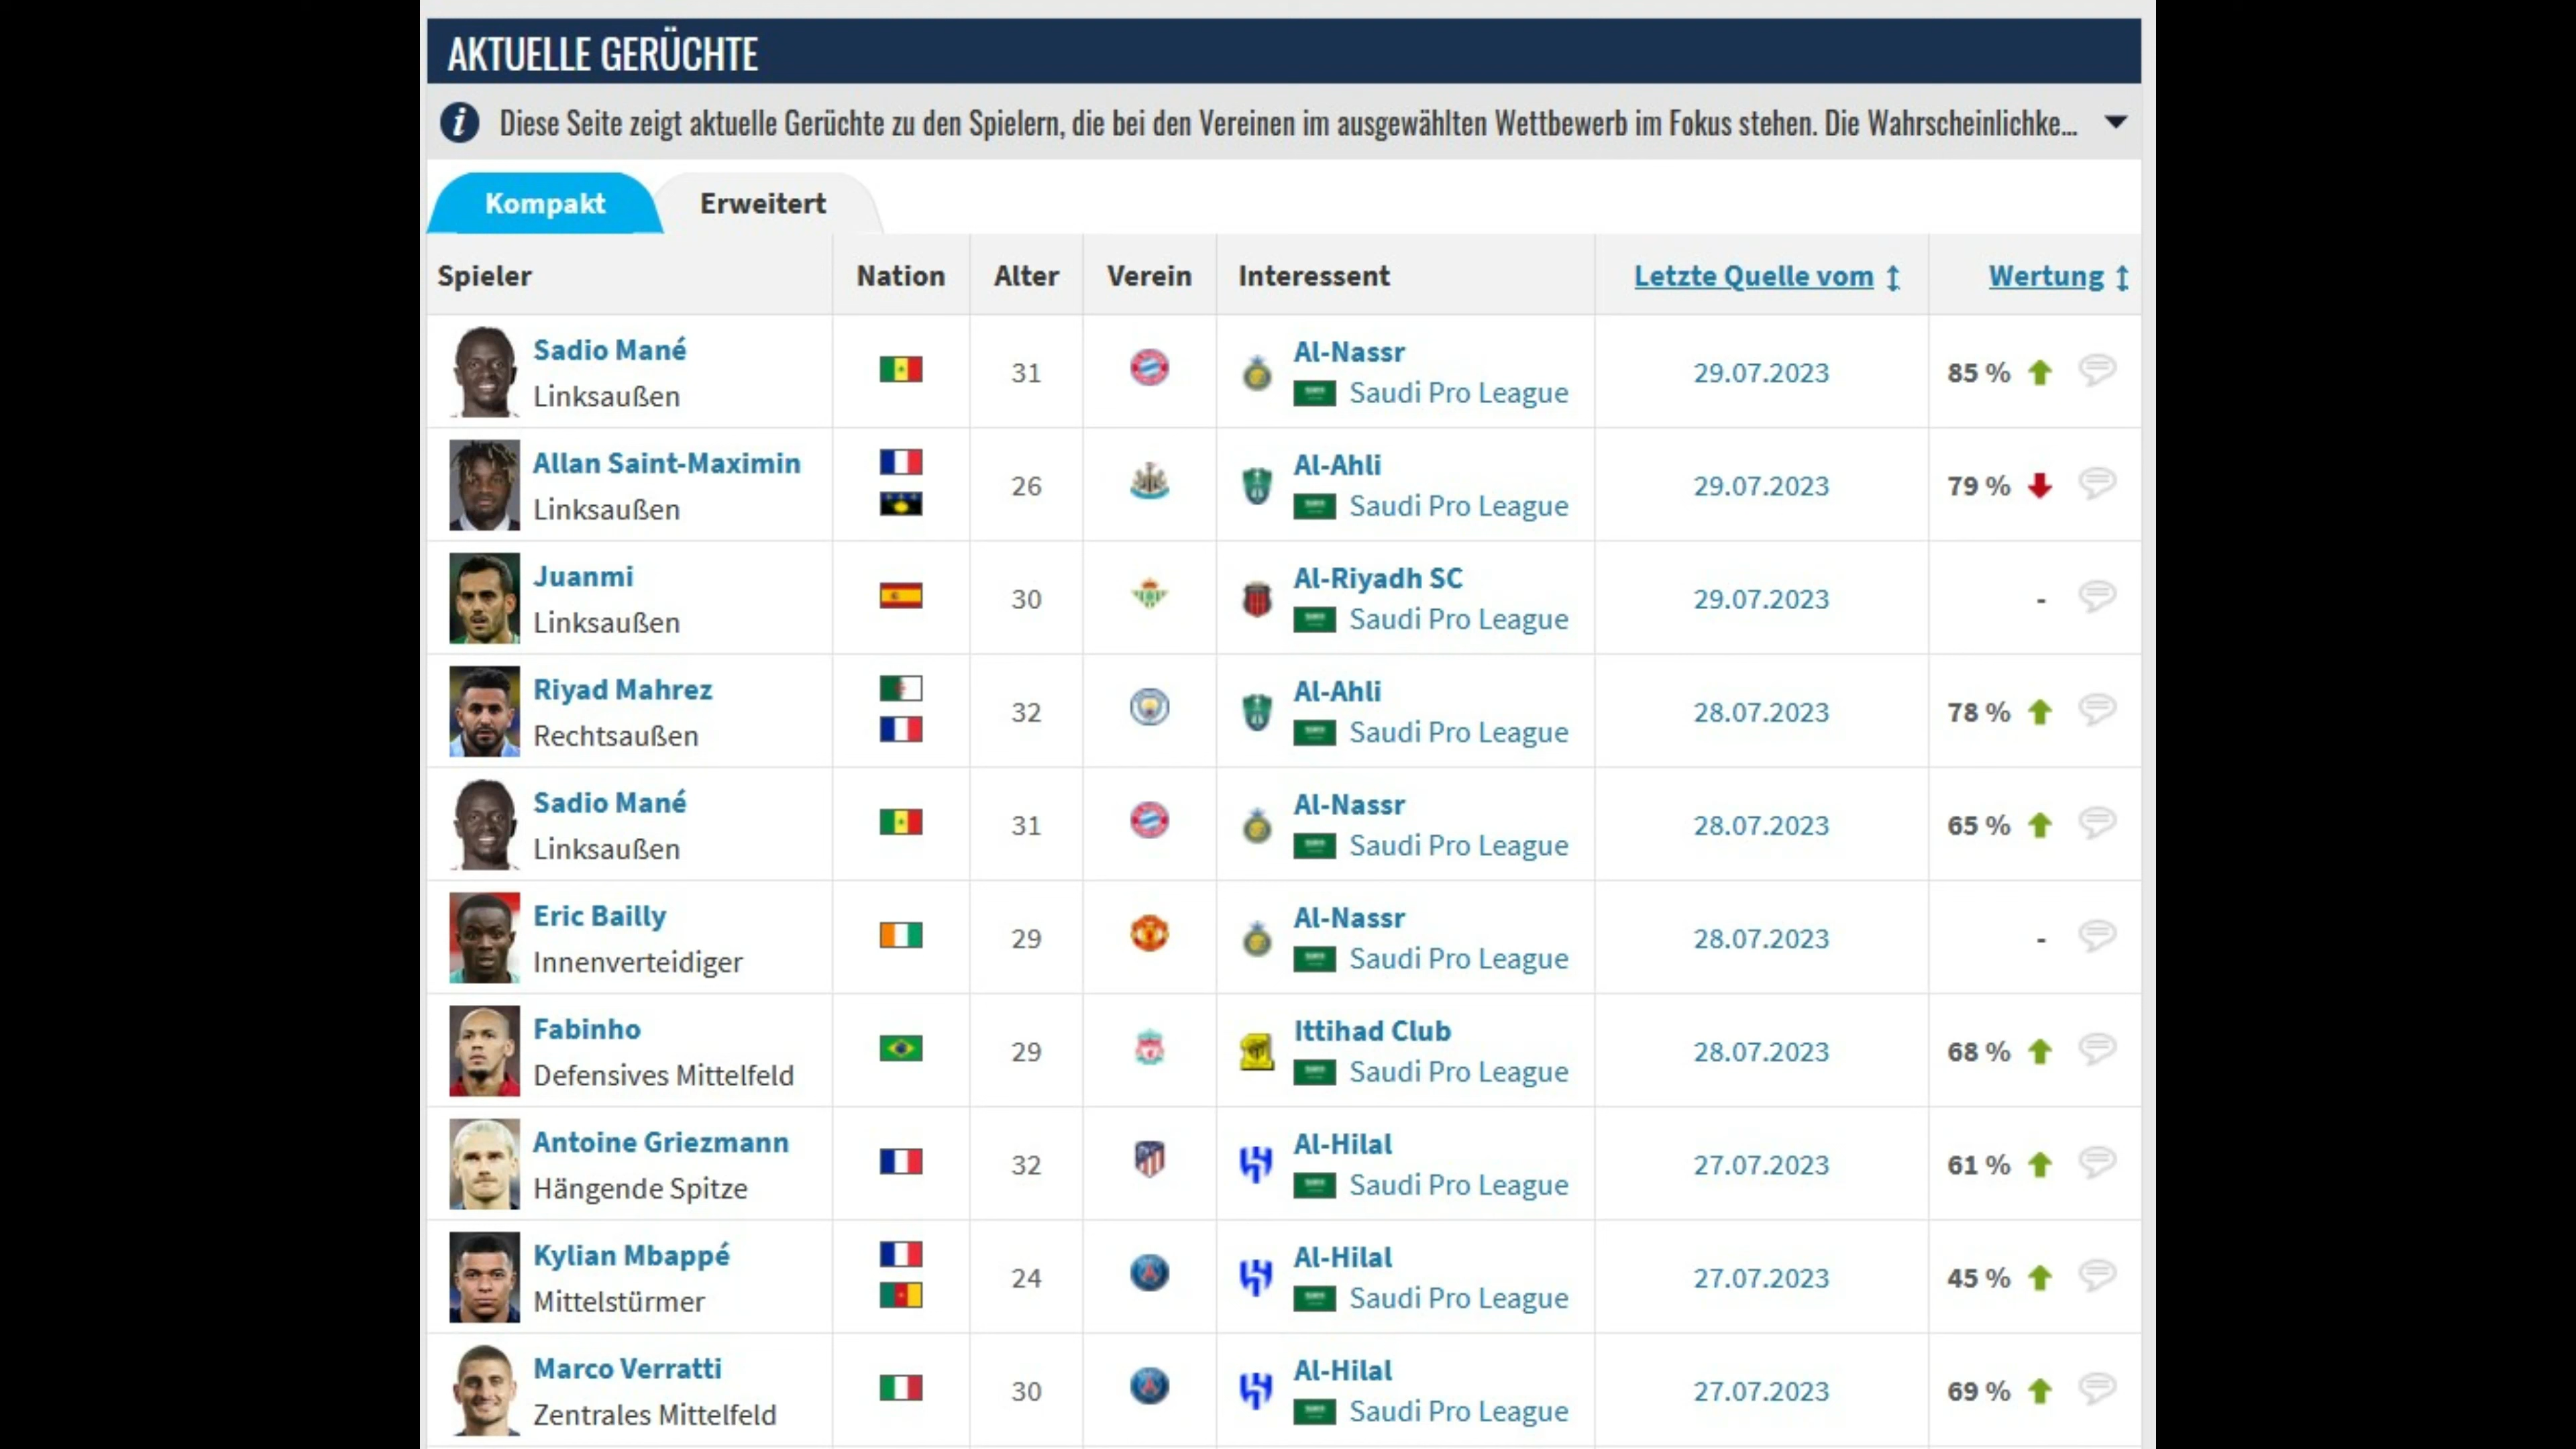 AKTUELLE GERÜCHTE
i Diese Seite zeigt aktuelle Gerüchte zu den Spielern, die bei den Vereinen im ausgewählten Wettbewerb im Fokus stehen. Die Wahrscheinlichke...
Kompakt Erweitert
Spieler Nation Alter Verein Interessent Letzte Quelle vom Wertung
Sadio Mané Al-Nassr
31 29.07.2023 85 %
Linksaußen Saudi Pro League
Allan Saint-Maximin Al-Ahli
26 29.07.2023 79 %
Linksaußen Saudi Pro League
Juanmi Al-Riyadh SC
30 29.07.2023 -
Linksaußen Saudi Pro League
Riyad Mahrez Al-Ahli
32 28.07.2023 78 %
Rechtsaußen Saudi Pro League
Sadio Mané Al-Nassr
31 28.07.2023 65 %
Linksaußen Saudi Pro League
Eric Bailly Al-Nassr
29 28.07.2023 -
Innenverteidiger Saudi Pro League
Fabinho Ittihad Club
29 28.07.2023 68 %
Defensives Mittelfeld Saudi Pro League
Antoine Griezmann Al-Hilal
32 27.07.2023 61 %
Hängende Spitze Saudi Pro League
Kylian Mbappé Al-Hilal
24 27.07.2023 45 %
Mittelstürmer Saudi Pro League
Marco Verratti Al-Hilal
30 27.07.2023 69 %
Zentrales Mittelfeld Saudi Pro League